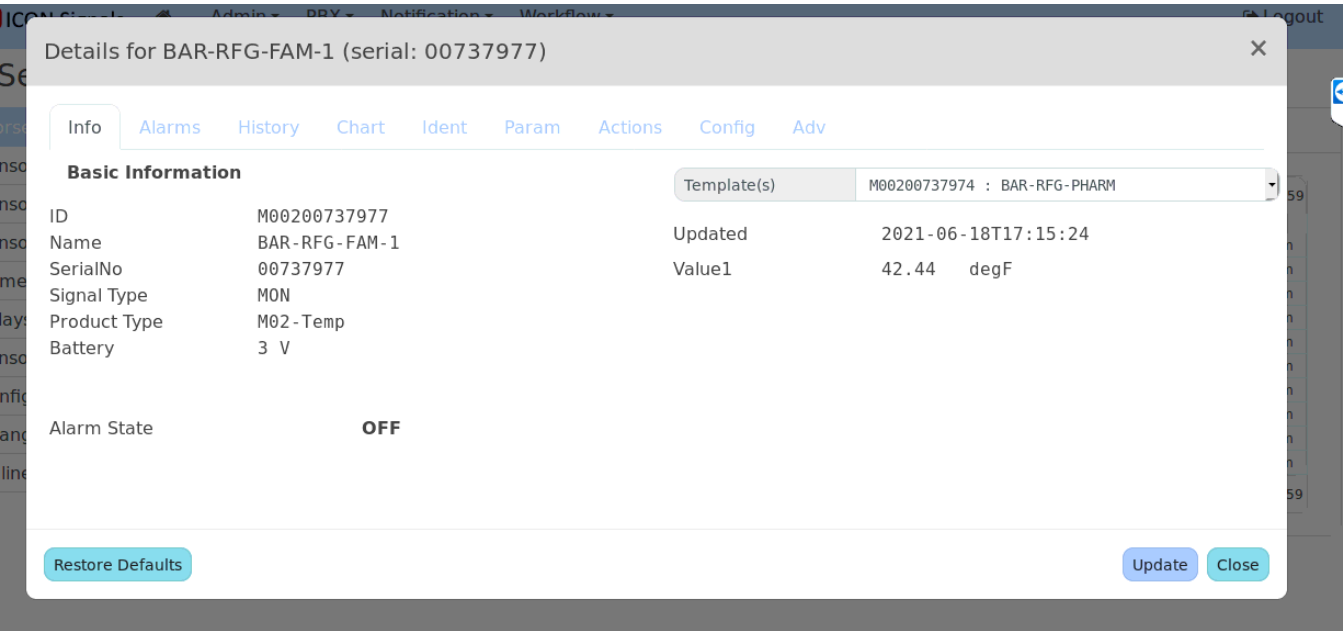 Admin PBX Notification Workflow Logout
Details for BAR-RFG-FAM-1 (serial: 00737977) ×
Info Alarms History Chart Ident Param Actions Config Adv
Basic Information
Template(s) M00200737974 : BAR-RFG-PHARM
ID M00200737977
Name BAR-RFG-FAM-1
SerialNo 00737977
Signal Type MON
Product Type M02-Temp
Battery 3 V
Updated 2021-06-18T17:15:24
Value1 42.44 degF
Alarm State OFF
59
59
Restore Defaults Update Close